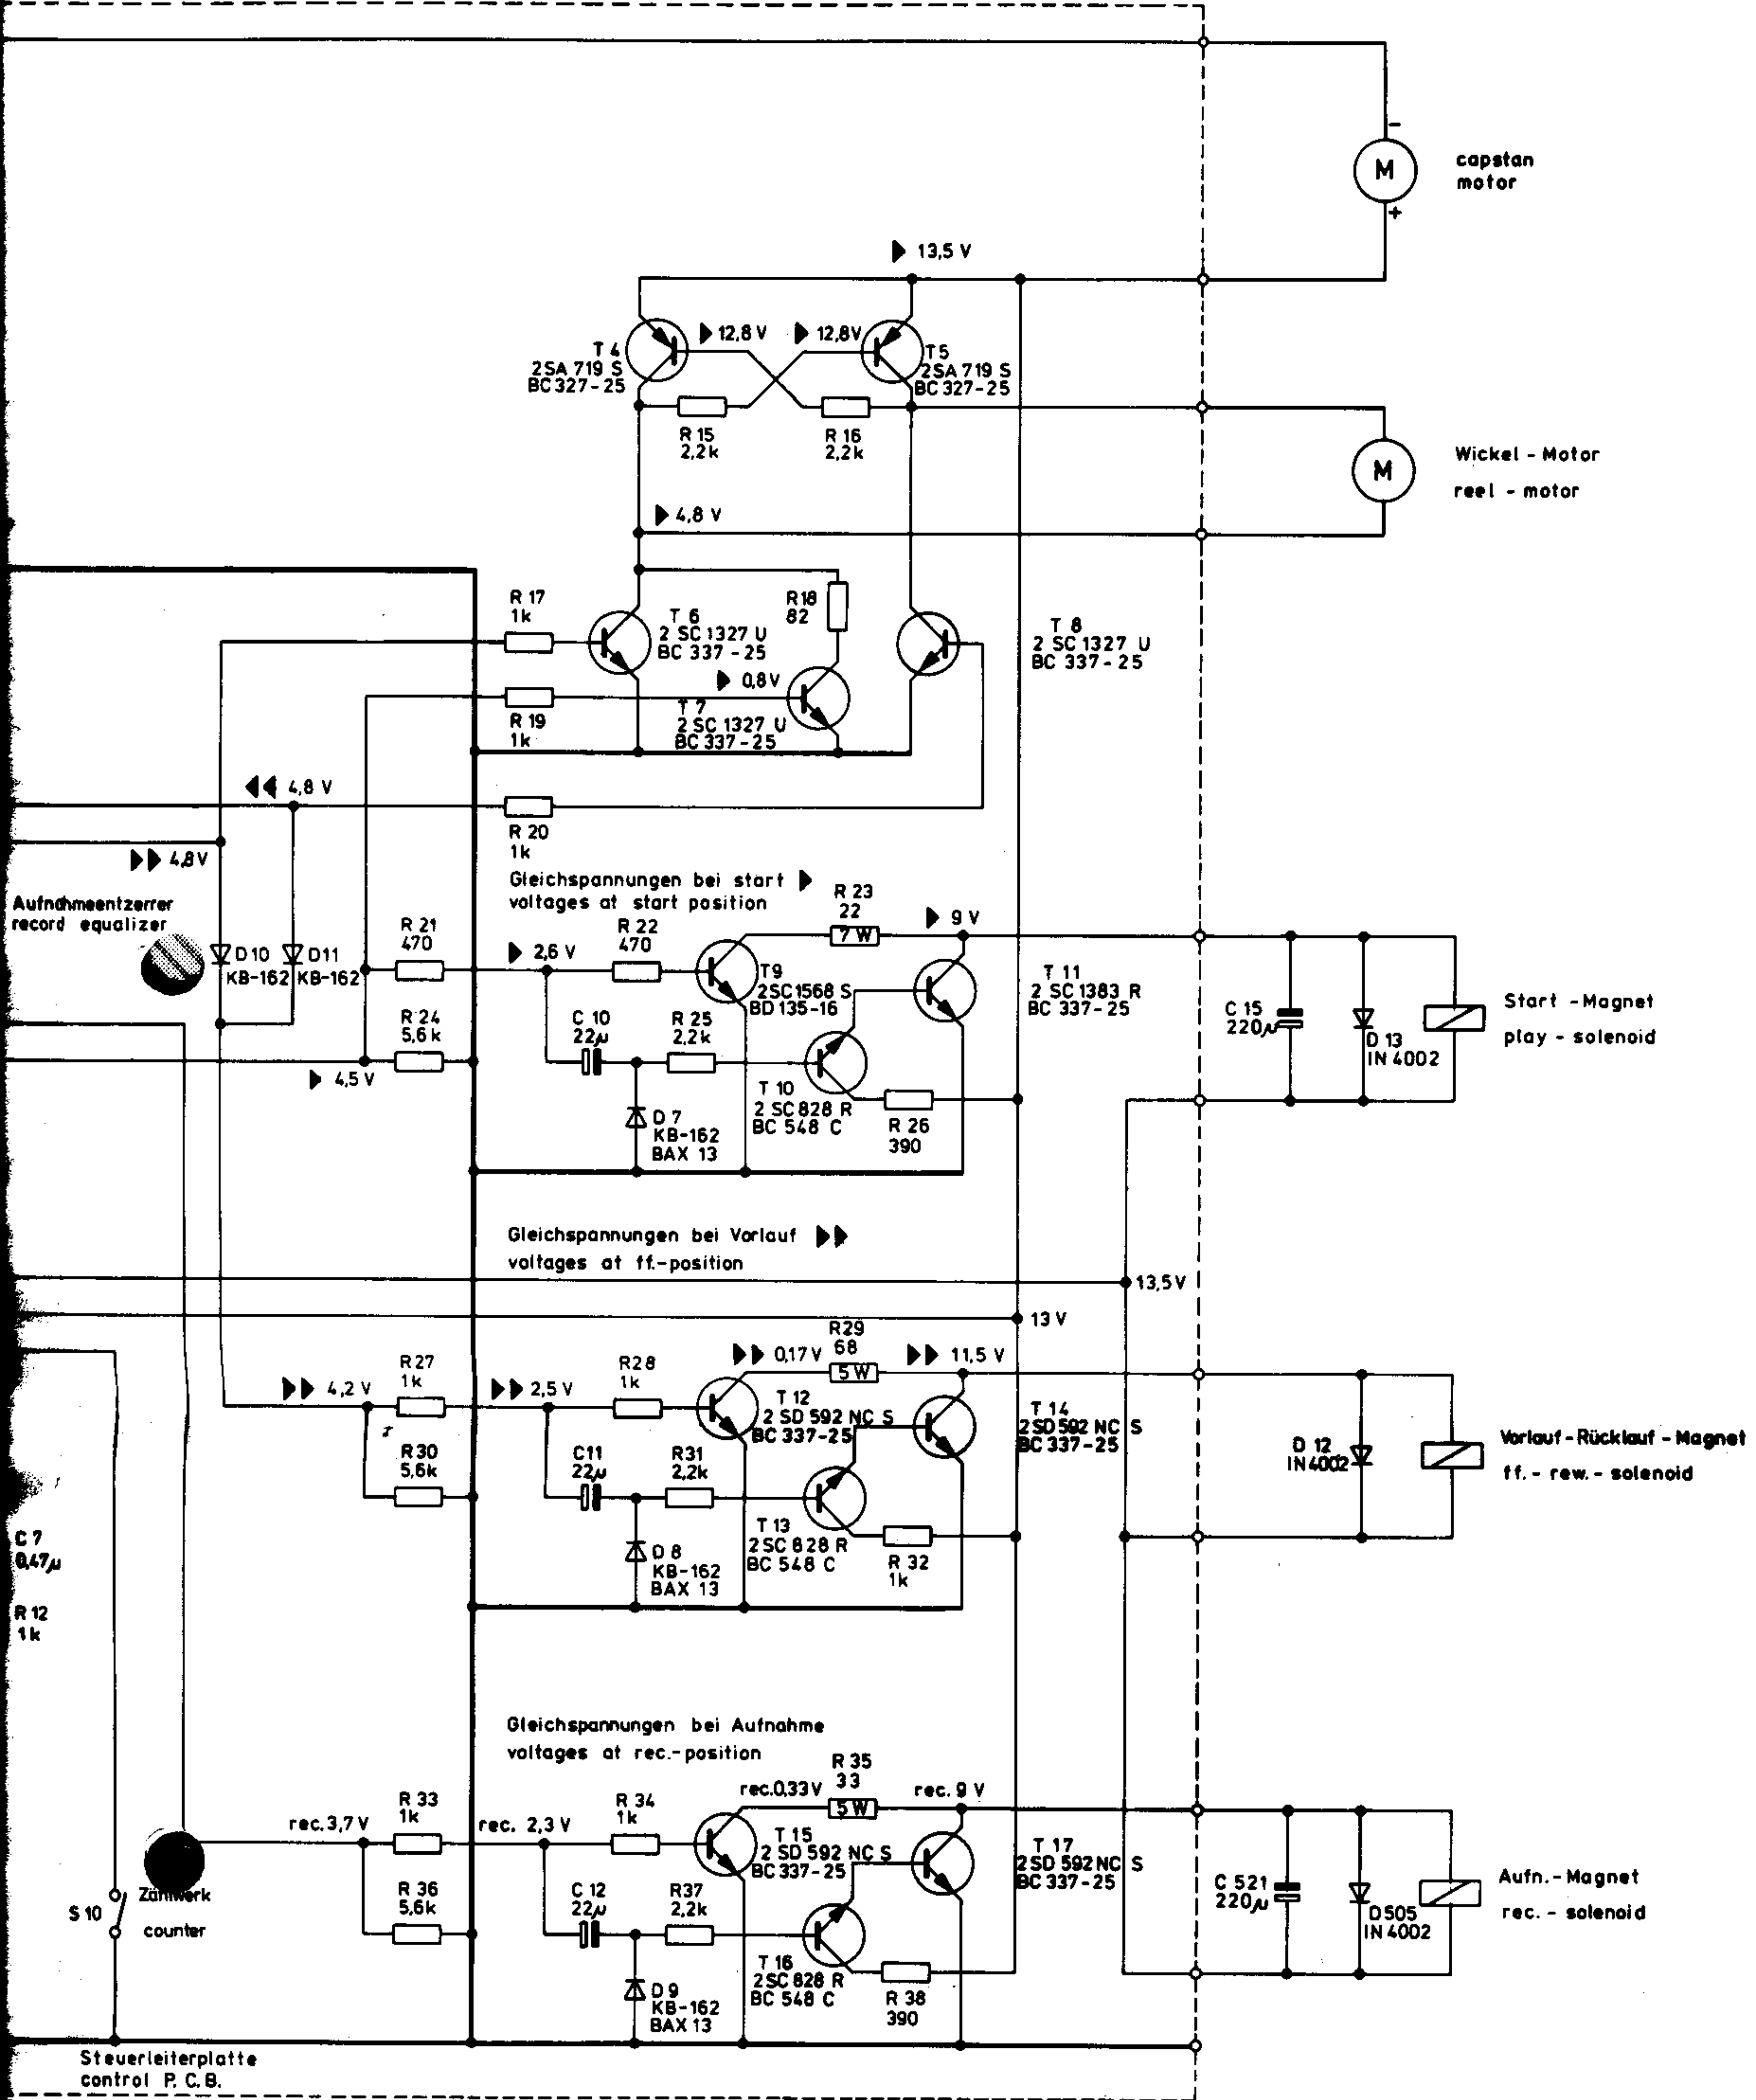 -
M
capstan
motor
+
13,5 V
12,8 V
12,8V
T 4
2SA 719 S
BC 327-25
T5
2SA 719 S
BC 327-25
R 15
2,2k
R 16
2,2k
M
Wickel - Motor
reel - motor
4,8 V
R 17
1k
R18
82
T 6
2 SC 1327 U
BC 337 - 25
T 8
2 SC 1327 U
BC 337 - 25
0,8V
R 19
1k
T 7
2 SC 1327 U
BC 337-25
4,8 V
R 20
1k
4,8V
Gleichspannungen bei start
voltages at start position
Aufnahmeentzerrer
record equalizer
R 23
22
7 W
9 V
R 21
470
R 22
470
2,6 V
D 10
KB-162
D11
KB-162
T9
2SC1568 S
BD 135-16
T 11
2 SC 1383 R
BC 337-25
C 15
220µ
D 13
IN 4002
Start - Magnet
play - solenoid
R 24
5,6 k
C 10
22µ
R 25
2,2k
4,5 V
T 10
2 SC 828 R
BC 548 C
D 7
KB-162
BAX 13
R 26
390
Gleichspannungen bei Vorlauf
voltages at ff.-position
13,5 V
13 V
R29
68
5 W
0,17V
11,5 V
R 27
1k
R28
1k
4,2 V
2,5 V
T 12
2 SD 592 NC S
BC 337-25
T 14
2 SD 592 NC S
BC 337-25
D 12
IN 4002
Vorlauf-Rücklauf-Magnet
ff. - rew. - solenoid
R 30
5,6k
C11
22µ
R31
2,2k
T 13
2 SC 828 R
BC 548 C
D 8
KB-162
BAX 13
R 32
1k
C 7
0,47µ
R 12
1 k
Gleichspannungen bei Aufnahme
voltages at rec.-position
R 35
33
5 W
rec.0,33V
rec. 9 V
R 33
1k
R 34
1k
rec.3,7 V
rec. 2,3 V
T 15
2 SD 592 NC S
BC 337-25
T 17
2 SD 592 NC S
BC 337-25
C 521
220µ
D 505
IN 4002
Aufn.-Magnet
rec. - solenoid
S 10
Zählwerk
counter
R 36
5,6k
C 12
22µ
R37
2,2k
T 16
2 SC 828 R
BC 548 C
D 9
KB-162
BAX 13
R 38
390
Steuerleiterplatte
control P. C. B.